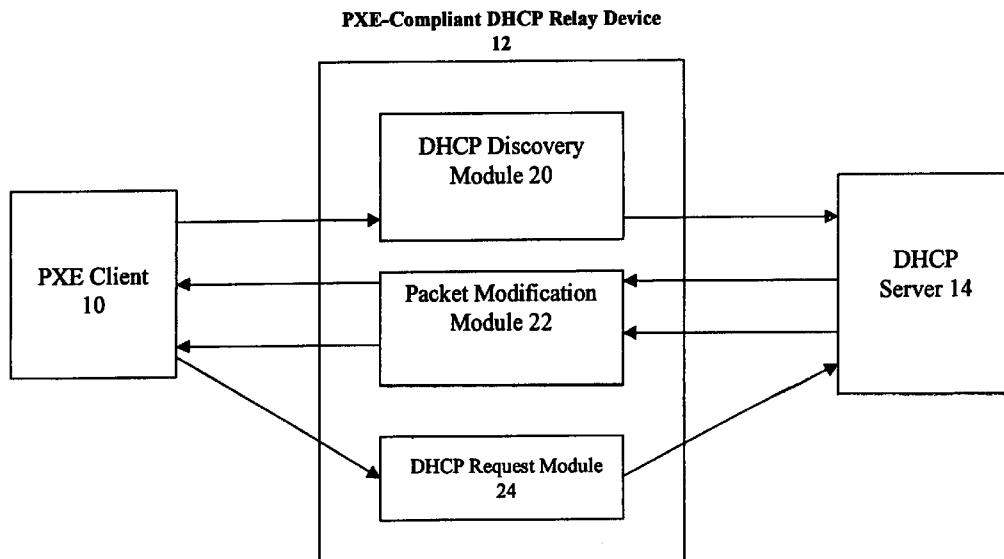 PXE-Compliant DHCP Relay Device
12
DHCP Discovery
Module 20
PXE Client
10
Packet Modification
Module 22
DHCP
Server 14
DHCP Request Module
24